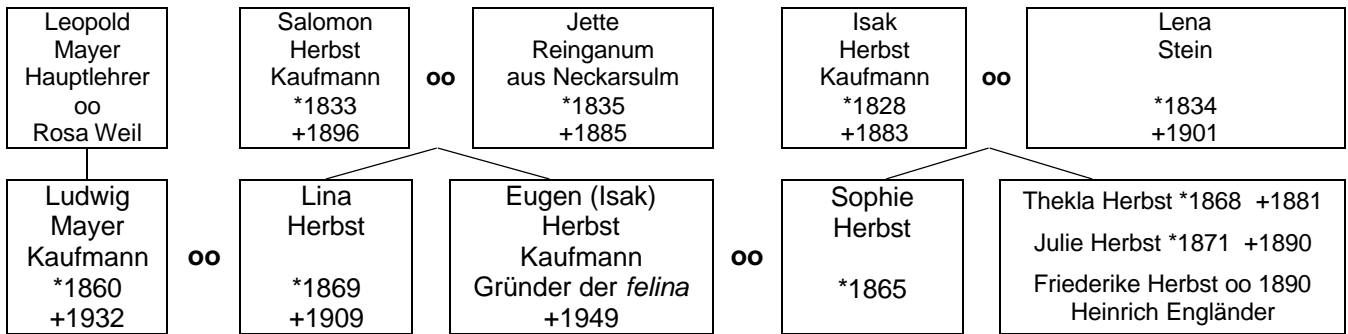 Leopold
Mayer
Hauptlehrer
oo
Rosa Weil
Salomon
Herbst
Kaufmann
*1833
+1896
oo
Jette
Reinganum
aus Neckarsulm
*1835
+1885
Isak
Herbst
Kaufmann
*1828
+1883
oo
Lena
Stein
*1834
+1901
Ludwig
Mayer
Kaufmann
*1860
+1932
oo
Lina
Herbst
*1869
+1909
Eugen (Isak)
Herbst
Kaufmann
Gründer der felina
+1949
oo
Sophie
Herbst
*1865
Thekla Herbst *1868 +1881
Julie Herbst *1871 +1890
Friederike Herbst oo 1890
Heinrich Engländer